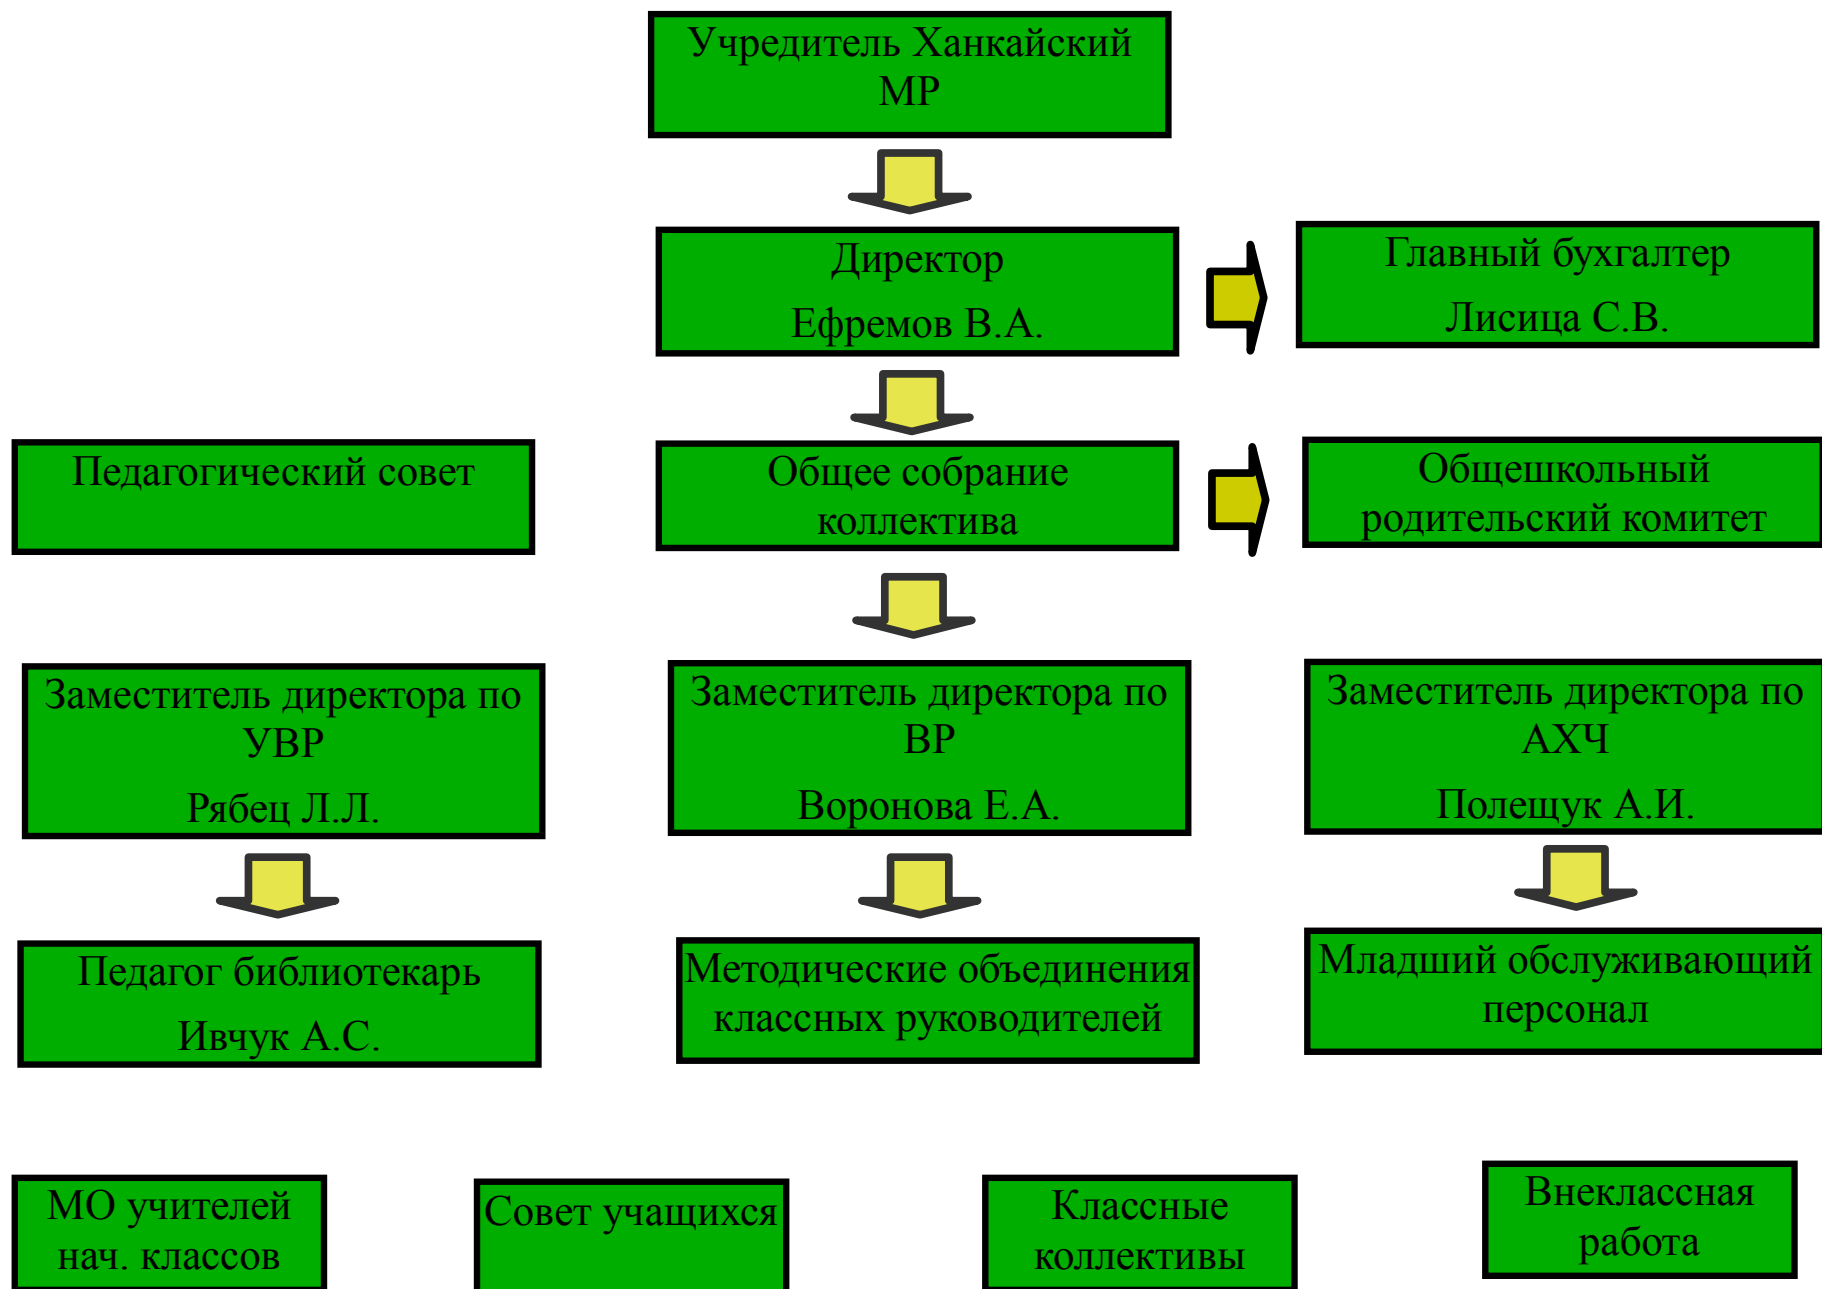 Учредитель Ханкайский
МР
Директор
Ефремов В.А.
Главный бухгалтер
Лисица С.В.
Педагогический совет
Общее собрание
коллектива
Общешкольный
родительский комитет
Заместитель директора по
УВР
Рябец Л.Л.
Заместитель директора по
ВР
Воронова Е.А.
Заместитель директора по
АХЧ
Полещук А.И.
Педагог библиотекарь
Ивчук А.С.
Методические объединения
классных руководителей
Младший обслуживающий
персонал
МО учителей
нач. классов
Совет учащихся
Классные
коллективы
Внеклассная
работа